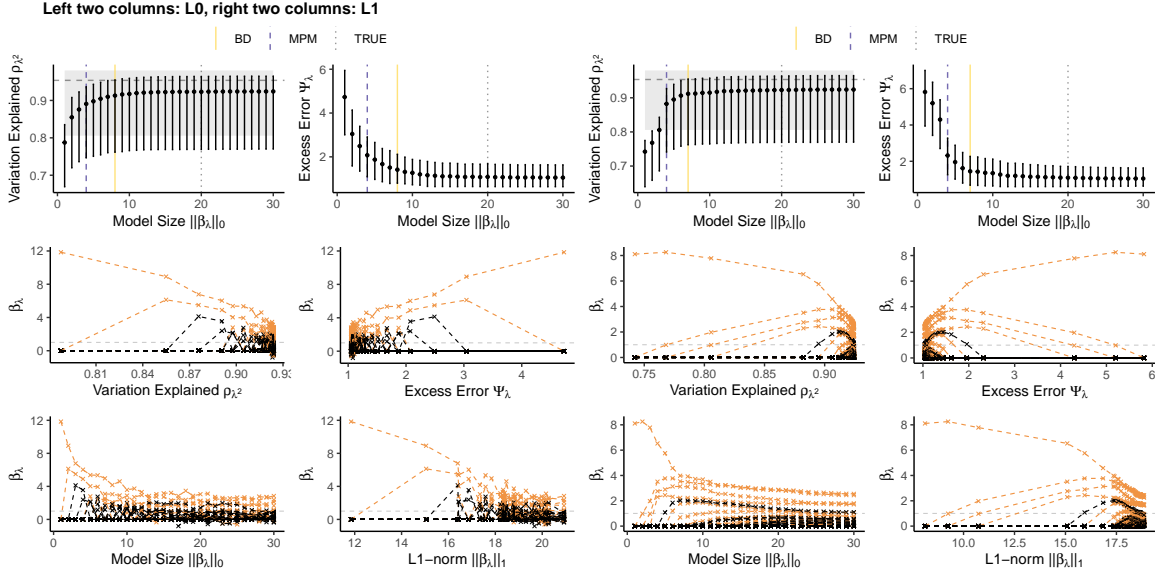 Left two columns: L0, right two columns: L1
BD MPM TRUE
BD MPM TRUE
Variation Explained ρλ²
0.9
0.8
0.7
0 10 20 30
Model Size ||βλ||0
Excess Error Ψλ
6
4
2
0 10 20 30
Model Size ||βλ||0
Variation Explained ρλ²
0.9
0.8
0.7
0 10 20 30
Model Size ||βλ||0
Excess Error Ψλ
6
4
2
0 10 20 30
Model Size ||βλ||0
βλ
12
8
4
0
0.81 0.84 0.87 0.90 0.93
Variation Explained ρλ²
βλ
12
8
4
0
1 2 3 4
Excess Error Ψλ
βλ
8
6
4
2
0
0.75 0.80 0.85 0.90
Variation Explained ρλ²
βλ
8
6
4
2
0
1 2 3 4 5 6
Excess Error Ψλ
βλ
12
8
4
0
0 10 20 30
Model Size ||βλ||0
βλ
12
8
4
0
12 14 16 18 20
L1−norm ||βλ||1
βλ
8
6
4
2
0
0 10 20 30
Model Size ||βλ||0
βλ
8
6
4
2
0
10.0 12.5 15.0 17.5
L1−norm ||βλ||1